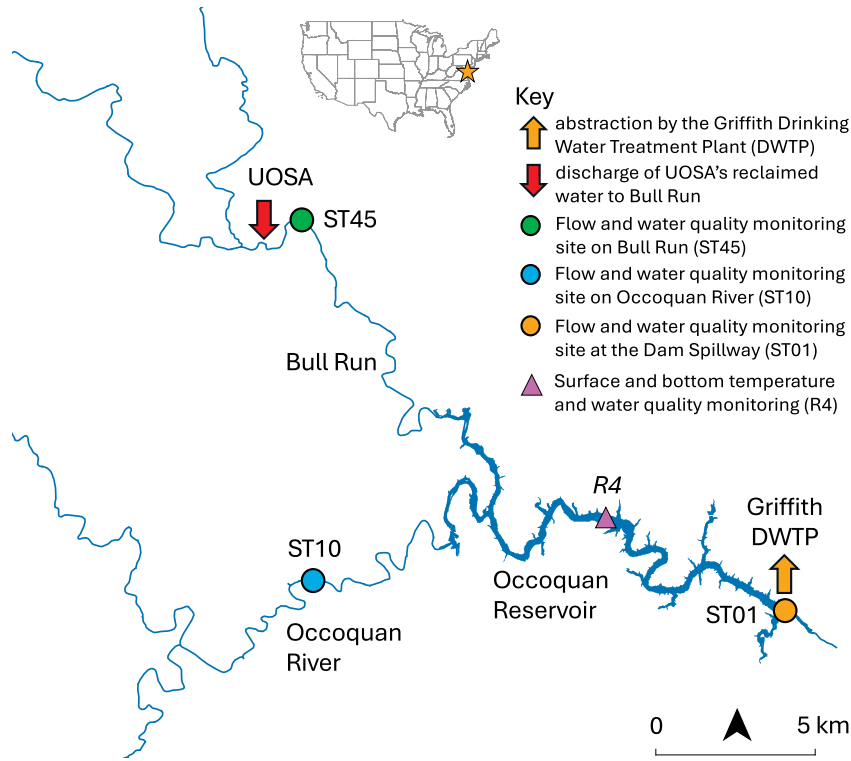 Key
abstraction by the Griffith Drinking
Water Treatment Plant (DWTP)
discharge of UOSA's reclaimed
water to Bull Run
Flow and water quality monitoring
site on Bull Run (ST45)
Flow and water quality monitoring
site on Occoquan River (ST10)
Flow and water quality monitoring
site at the Dam Spillway (ST01)
Surface and bottom temperature
and water quality monitoring (R4)
UOSA
ST45
Bull Run
R4
Griffith
DWTP
ST10
Occoquan
Reservoir
ST01
Occoquan
River
0 5 km